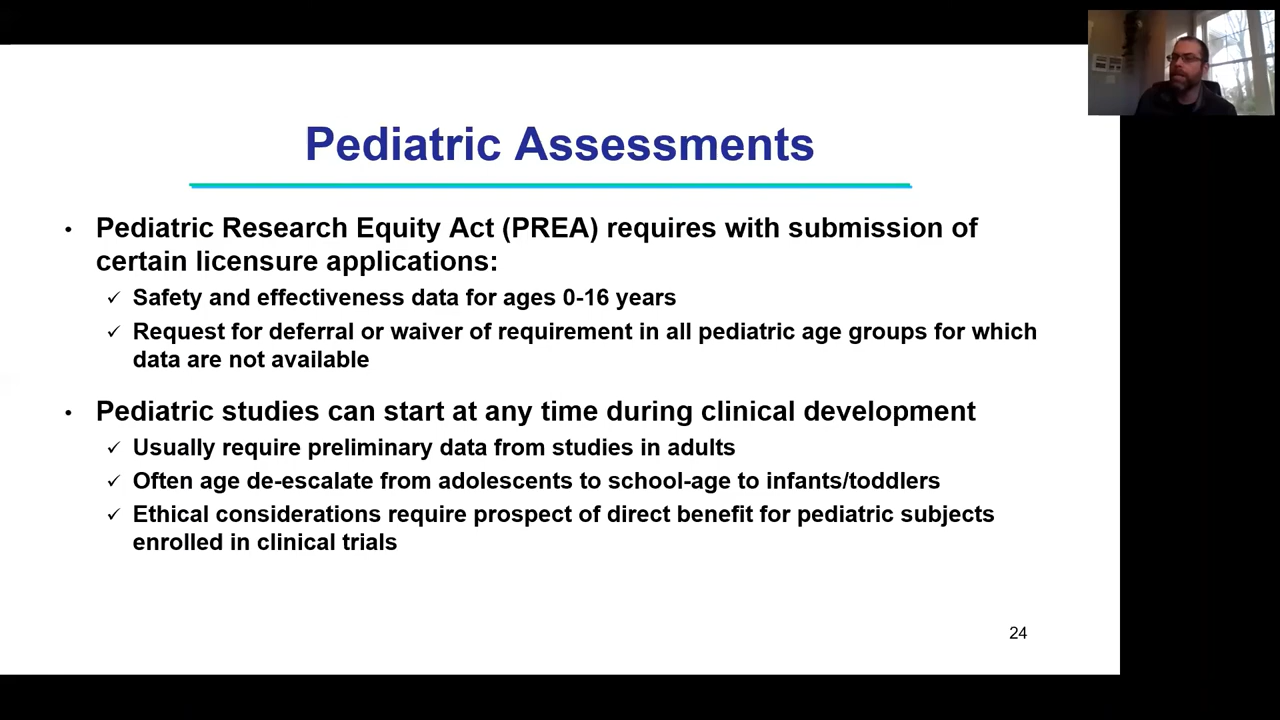 Pediatric Assessments
• Pediatric Research Equity Act (PREA) requires with submission of
certain licensure applications:
✓ Safety and effectiveness data for ages 0-16 years
✓ Request for deferral or waiver of requirement in all pediatric age groups for which
data are not available
• Pediatric studies can start at any time during clinical development
✓ Usually require preliminary data from studies in adults
✓ Often age de-escalate from adolescents to school-age to infants/toddlers
✓ Ethical considerations require prospect of direct benefit for pediatric subjects
enrolled in clinical trials
24